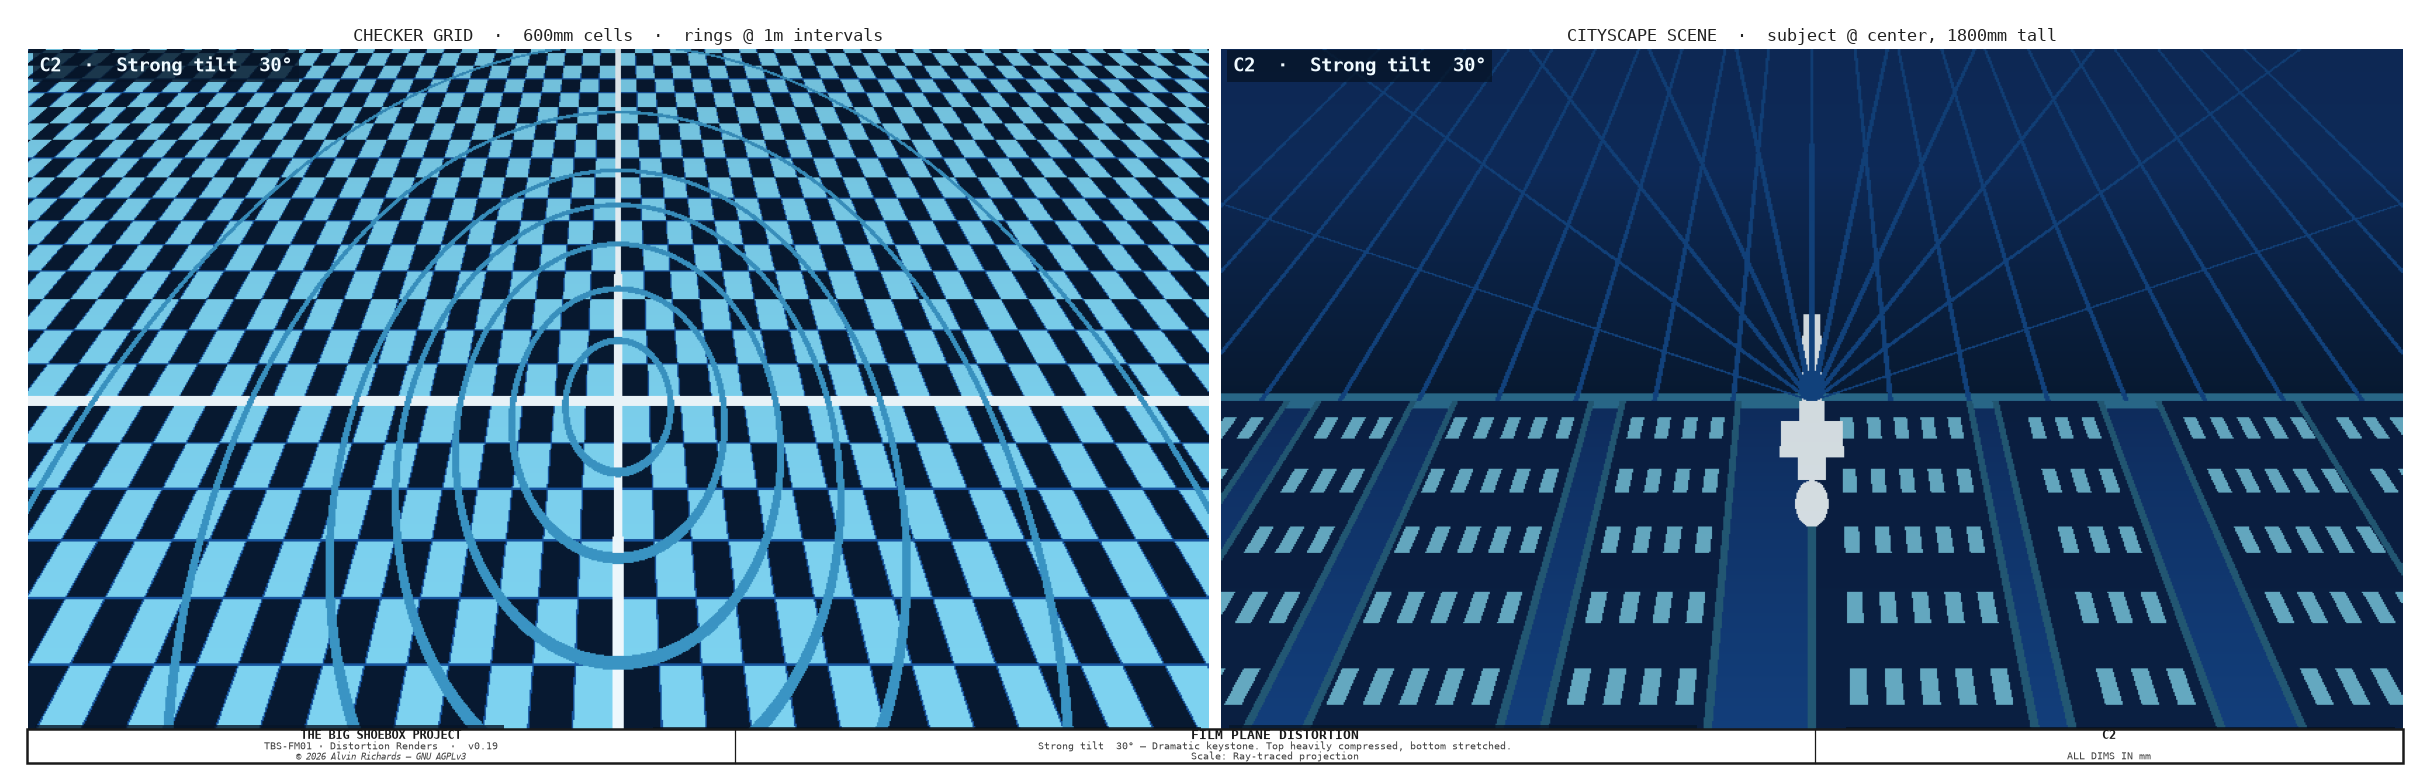 CHECKER GRID · 600mm cells · rings @ 1m intervals
CITYSCAPE SCENE · subject @ center, 1800mm tall
C2 · Strong tilt 30°
C2 · Strong tilt 30°
THE BIG SHOEBOX PROJECT
TBS-FM01 · Distortion Renders · v0.19
© 2026 Alvin Richards — GNU AGPLv3
FILM PLANE DISTORTION
Strong tilt 30° — Dramatic keystone. Top heavily compressed, bottom stretched.
Scale: Ray-traced projection
C2
ALL DIMS IN mm